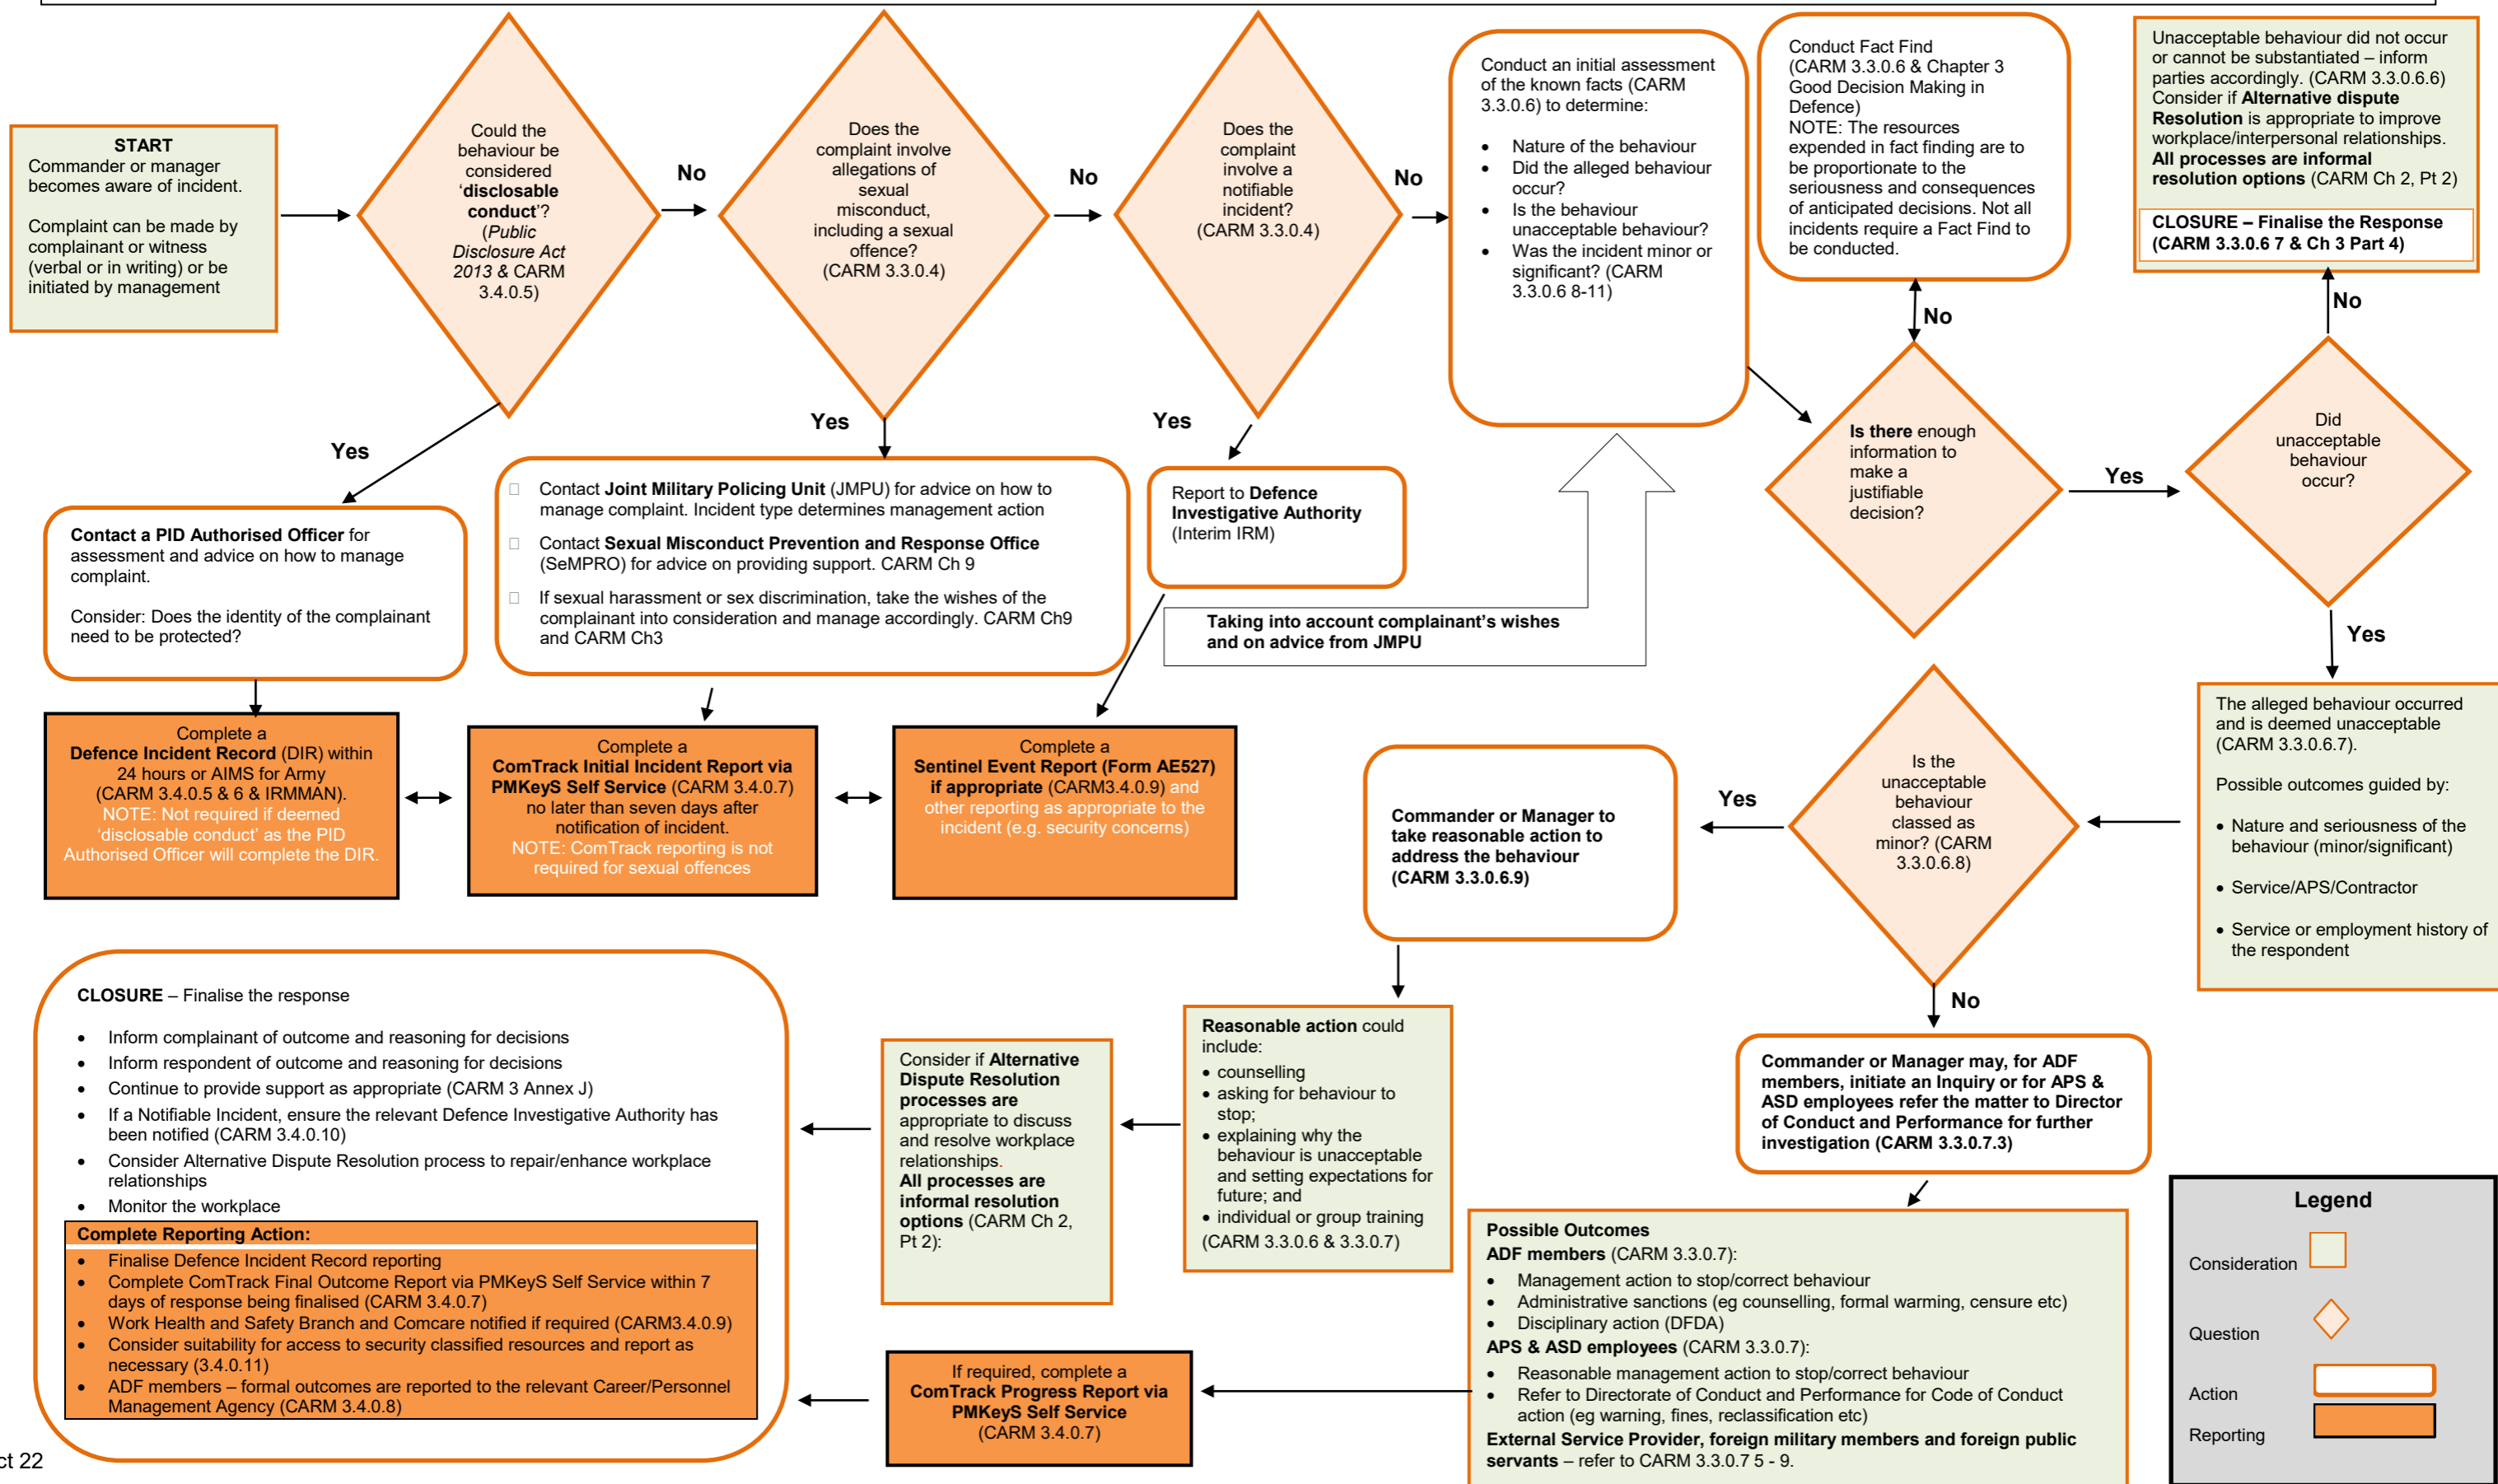 START
Commander or manager
becomes aware of incident.
Complaint can be made by
complainant or witness
(verbal or in writing) or be
initiated by management
Could the
behaviour be
considered
‘disclosable
conduct’?
(Public
Disclosure Act
2013 & CARM
3.4.0.5)
No
Yes
Does the
complaint involve
allegations of
sexual
misconduct,
including a sexual
offence?
(CARM 3.3.0.4)
No
Yes
Does the
complaint
involve a
notifiable
incident?
(CARM 3.3.0.4)
No
Yes
Conduct an initial assessment
of the known facts (CARM
3.3.0.6) to determine:
• Nature of the behaviour
• Did the alleged behaviour
occur?
• Is the behaviour
unacceptable behaviour?
• Was the incident minor or
significant? (CARM
3.3.0.6 8-11)
Conduct Fact Find
(CARM 3.3.0.6 & Chapter 3
Good Decision Making in
Defence)
NOTE: The resources
expended in fact finding are to
be proportionate to the
seriousness and consequences
of anticipated decisions. Not all
incidents require a Fact Find to
be conducted.
No
Unacceptable behaviour did not occur
or cannot be substantiated – inform
parties accordingly. (CARM 3.3.0.6.6)
Consider if Alternative dispute
Resolution is appropriate to improve
workplace/interpersonal relationships.
All processes are informal
resolution options (CARM Ch 2, Pt 2)
CLOSURE – Finalise the Response
(CARM 3.3.0.6 7 & Ch 3 Part 4)
No
Is there enough
information to
make a
justifiable
decision?
Yes
Did
unacceptable
behaviour
occur?
Yes
Contact a PID Authorised Officer for
assessment and advice on how to manage
complaint.
Consider: Does the identity of the complainant
need to be protected?
Contact Joint Military Policing Unit (JMPU) for advice on how to
manage complaint. Incident type determines management action
Contact Sexual Misconduct Prevention and Response Office
(SeMPRO) for advice on providing support. CARM Ch 9
If sexual harassment or sex discrimination, take the wishes of the
complainant into consideration and manage accordingly. CARM Ch9
and CARM Ch3
Report to Defence
Investigative Authority
(Interim IRM)
Taking into account complainant’s wishes
and on advice from JMPU
Complete a
Defence Incident Record (DIR) within
24 hours or AIMS for Army
(CARM 3.4.0.5 & 6 & IRMMAN).
NOTE: Not required if deemed
‘disclosable conduct’ as the PID
Authorised Officer will complete the DIR.
Complete a
ComTrack Initial Incident Report via
PMKeyS Self Service (CARM 3.4.0.7)
no later than seven days after
notification of incident.
NOTE: ComTrack reporting is not
required for sexual offences
Complete a
Sentinel Event Report (Form AE527)
if appropriate (CARM3.4.0.9) and
other reporting as appropriate to the
incident (e.g. security concerns)
Commander or Manager to
take reasonable action to
address the behaviour
(CARM 3.3.0.6.9)
Yes
Is the
unacceptable
behaviour
classed as
minor? (CARM
3.3.0.6.8)
No
The alleged behaviour occurred
and is deemed unacceptable
(CARM 3.3.0.6.7).
Possible outcomes guided by:
• Nature and seriousness of the
behaviour (minor/significant)
• Service/APS/Contractor
• Service or employment history of
the respondent
CLOSURE – Finalise the response
• Inform complainant of outcome and reasoning for decisions
• Inform respondent of outcome and reasoning for decisions
• Continue to provide support as appropriate (CARM 3 Annex J)
• If a Notifiable Incident, ensure the relevant Defence Investigative Authority has
been notified (CARM 3.4.0.10)
• Consider Alternative Dispute Resolution process to repair/enhance workplace
relationships
• Monitor the workplace
Complete Reporting Action:
• Finalise Defence Incident Record reporting
• Complete ComTrack Final Outcome Report via PMKeyS Self Service within 7
days of response being finalised (CARM 3.4.0.7)
• Work Health and Safety Branch and Comcare notified if required (CARM3.4.0.9)
• Consider suitability for access to security classified resources and report as
necessary (3.4.0.11)
• ADF members – formal outcomes are reported to the relevant Career/Personnel
Management Agency (CARM 3.4.0.8)
Consider if Alternative
Dispute Resolution
processes are
appropriate to discuss
and resolve workplace
relationships.
All processes are
informal resolution
options (CARM Ch 2,
Pt 2):
Reasonable action could
include:
• counselling
• asking for behaviour to
stop;
• explaining why the
behaviour is unacceptable
and setting expectations for
future; and
• individual or group training
(CARM 3.3.0.6 & 3.3.0.7)
Commander or Manager may, for ADF
members, initiate an Inquiry or for APS &
ASD employees refer the matter to Director
of Conduct and Performance for further
investigation (CARM 3.3.0.7.3)
If required, complete a
ComTrack Progress Report via
PMKeyS Self Service
(CARM 3.4.0.7)
Possible Outcomes
ADF members (CARM 3.3.0.7):
• Management action to stop/correct behaviour
• Administrative sanctions (eg counselling, formal warming, censure etc)
• Disciplinary action (DFDA)
APS & ASD employees (CARM 3.3.0.7):
• Reasonable management action to stop/correct behaviour
• Refer to Directorate of Conduct and Performance for Code of Conduct
action (eg warning, fines, reclassification etc)
External Service Provider, foreign military members and foreign public
servants – refer to CARM 3.3.0.7 5 - 9.
Legend
Consideration
Question
Action
Reporting
ct 22